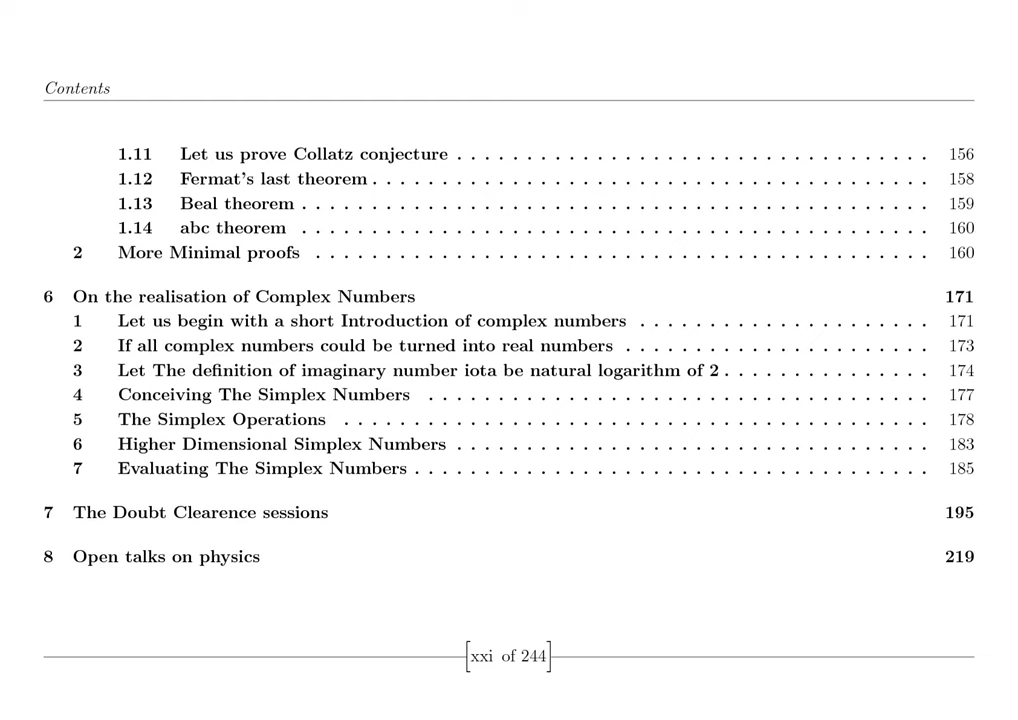 Contents
1.11 Let us prove Collatz conjecture . . . . . . . . . . . . . . . . . . . . . . . . . . . . . . . . . . 156
1.12 Fermat's last theorem . . . . . . . . . . . . . . . . . . . . . . . . . . . . . . . . . . . . . . . . 158
1.13 Beal theorem . . . . . . . . . . . . . . . . . . . . . . . . . . . . . . . . . . . . . . . . . . . . . 159
1.14 abc theorem . . . . . . . . . . . . . . . . . . . . . . . . . . . . . . . . . . . . . . . . . . . . . 160
2 More Minimal proofs . . . . . . . . . . . . . . . . . . . . . . . . . . . . . . . . . . . . . . . . . . . . 160
6 On the realisation of Complex Numbers 171
1 Let us begin with a short Introduction of complex numbers . . . . . . . . . . . . . . . . . . . . . 171
2 If all complex numbers could be turned into real numbers . . . . . . . . . . . . . . . . . . . . . . 173
3 Let The definition of imaginary number iota be natural logarithm of 2 . . . . . . . . . . . . . . . 174
4 Conceiving The Simplex Numbers . . . . . . . . . . . . . . . . . . . . . . . . . . . . . . . . . . . . 177
5 The Simplex Operations . . . . . . . . . . . . . . . . . . . . . . . . . . . . . . . . . . . . . . . . . . 178
6 Higher Dimensional Simplex Numbers . . . . . . . . . . . . . . . . . . . . . . . . . . . . . . . . . . 183
7 Evaluating The Simplex Numbers . . . . . . . . . . . . . . . . . . . . . . . . . . . . . . . . . . . . . 185
7 The Doubt Clearence sessions 195
8 Open talks on physics 219
[xxi of 244]